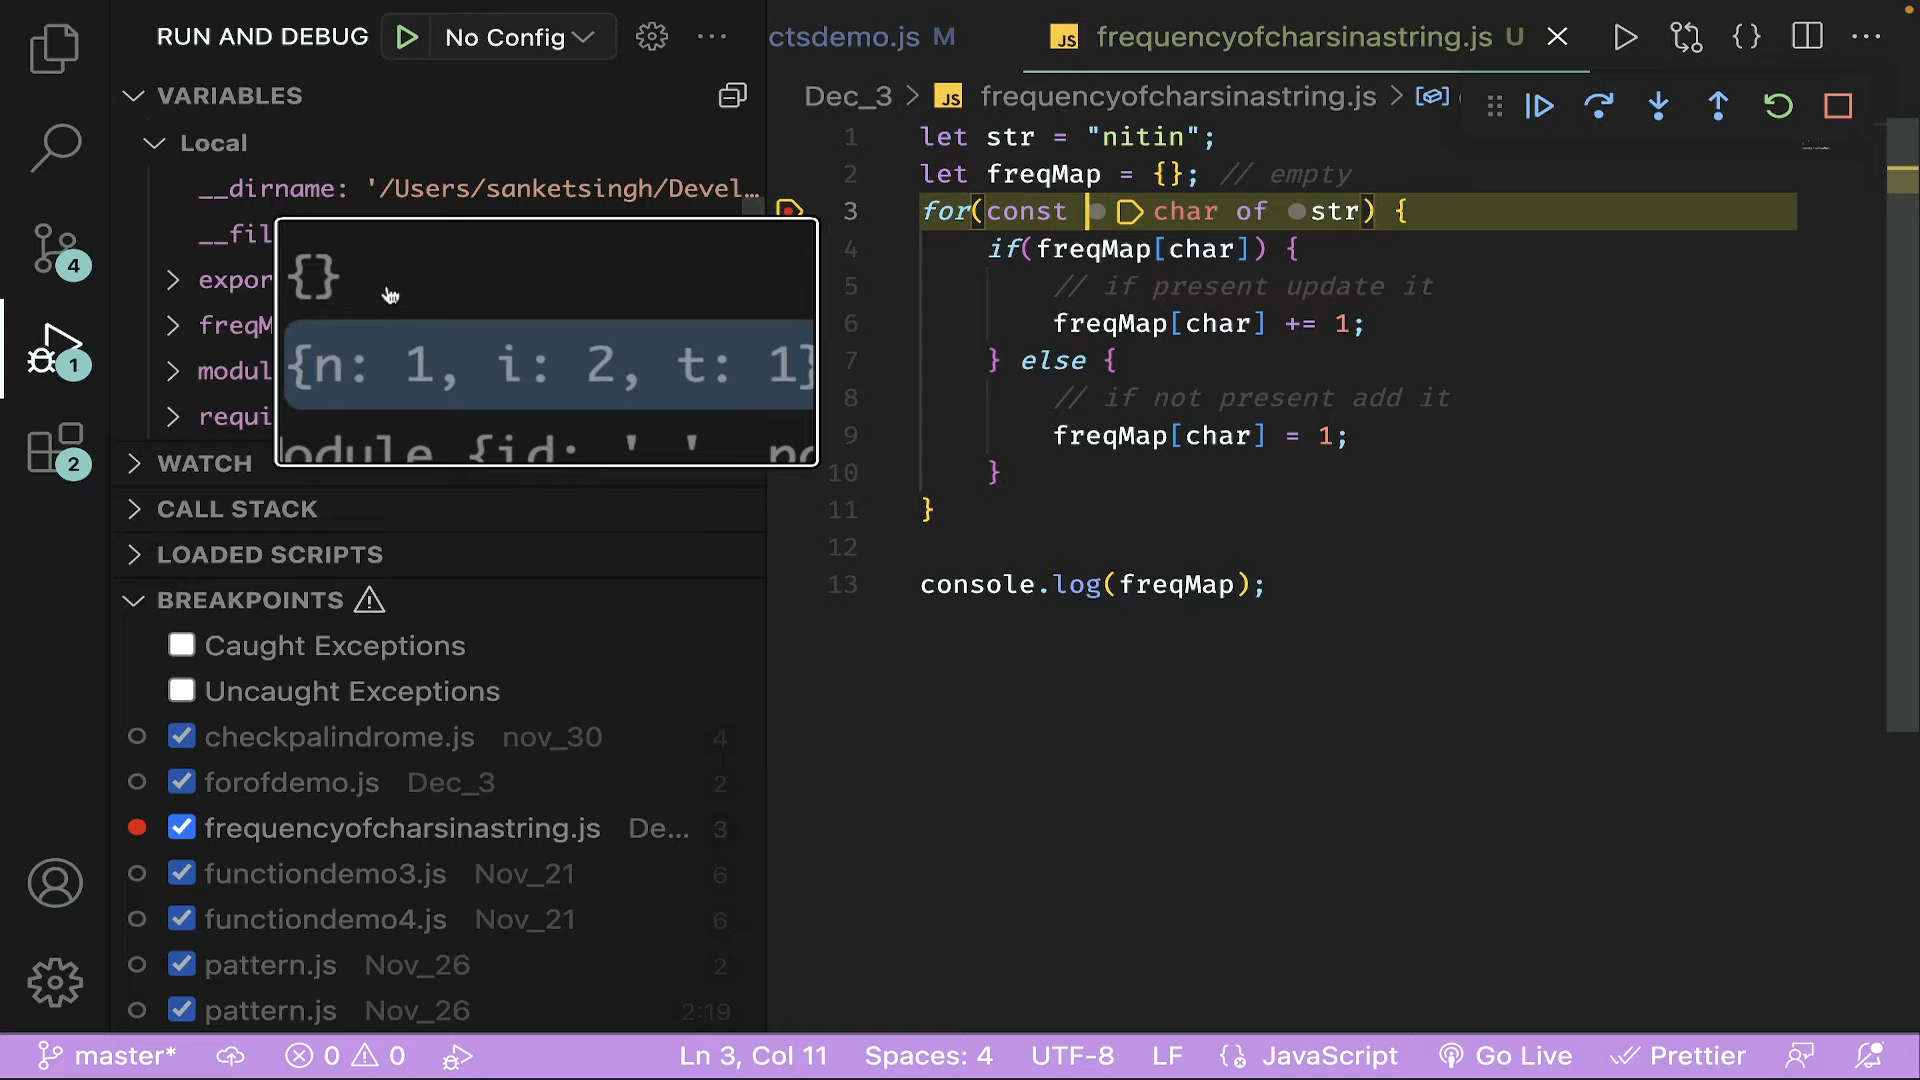 RUN AND DEBUG No Config ...
VARIABLES
Local
__dirname: '/Users/sanketsingh/Devel…
__fil
expor
freqM
modul
requi
{}
{n: 1, i: 2, t: 1}
odule {id: '.'
WATCH
CALL STACK
LOADED SCRIPTS
BREAKPOINTS
Caught Exceptions
Uncaught Exceptions
checkpalindrome.js nov_30 4
forofdemo.js Dec_3 2
frequencyofcharsinastring.js De... 3
functiondemo3.js Nov_21 6
functiondemo4.js Nov_21 6
pattern.js Nov_26 2
pattern.js Nov_26 2:19
4
1
2
ctsdemo.js M JS frequencyofcharsinastring.js U
Dec_3 > JS frequencyofcharsinastring.js >
1 let str = "nitin";
2 let freqMap = {}; // empty
3 for(const char of str) {
4 if(freqMap[char]) {
5 // if present update it
6 freqMap[char] += 1;
7 } else {
8 // if not present add it
9 freqMap[char] = 1;
10 }
11 }
12
13 console.log(freqMap);
master* 0 0 Ln 3, Col 11 Spaces: 4 UTF-8 LF JavaScript Go Live Prettier